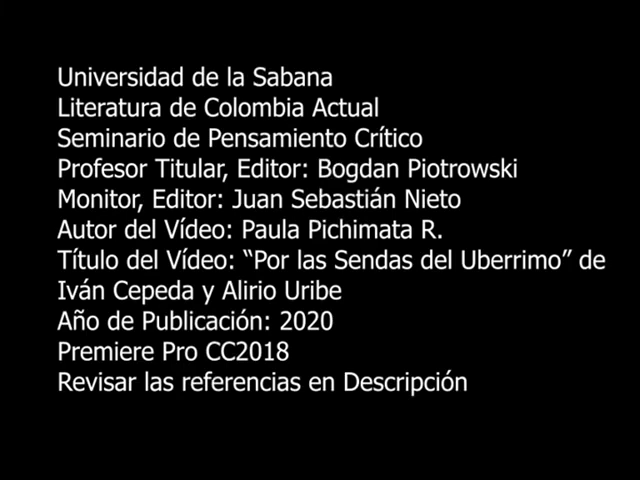 Universidad de la Sabana
Literatura de Colombia Actual
Seminario de Pensamiento Crítico
Profesor Titular, Editor: Bogdan Piotrowski
Monitor, Editor: Juan Sebastián Nieto
Autor del Vídeo: Paula Pichimata R.
Título del Vídeo: “Por las Sendas del Uberrimo” de
Iván Cepeda y Alirio Uribe
Año de Publicación: 2020
Premiere Pro CC2018
Revisar las referencias en Descripción